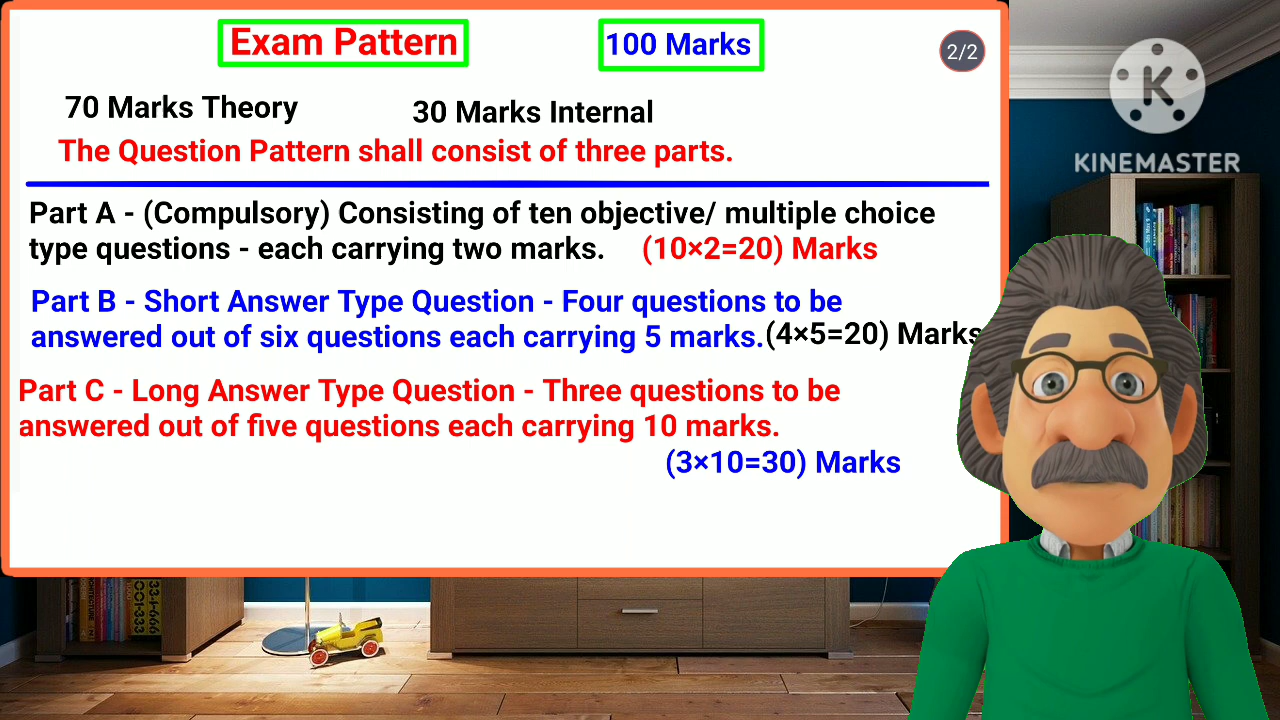 Exam Pattern
100 Marks
2/2
70 Marks Theory
30 Marks Internal
The Question Pattern shall consist of three parts.
Part A - (Compulsory) Consisting of ten objective/ multiple choice
type questions - each carrying two marks. (10×2=20) Marks
Part B - Short Answer Type Question - Four questions to be
answered out of six questions each carrying 5 marks.(4×5=20) Marks
Part C - Long Answer Type Question - Three questions to be
answered out of five questions each carrying 10 marks.
(3×10=30) Marks
K
KINEMASTER